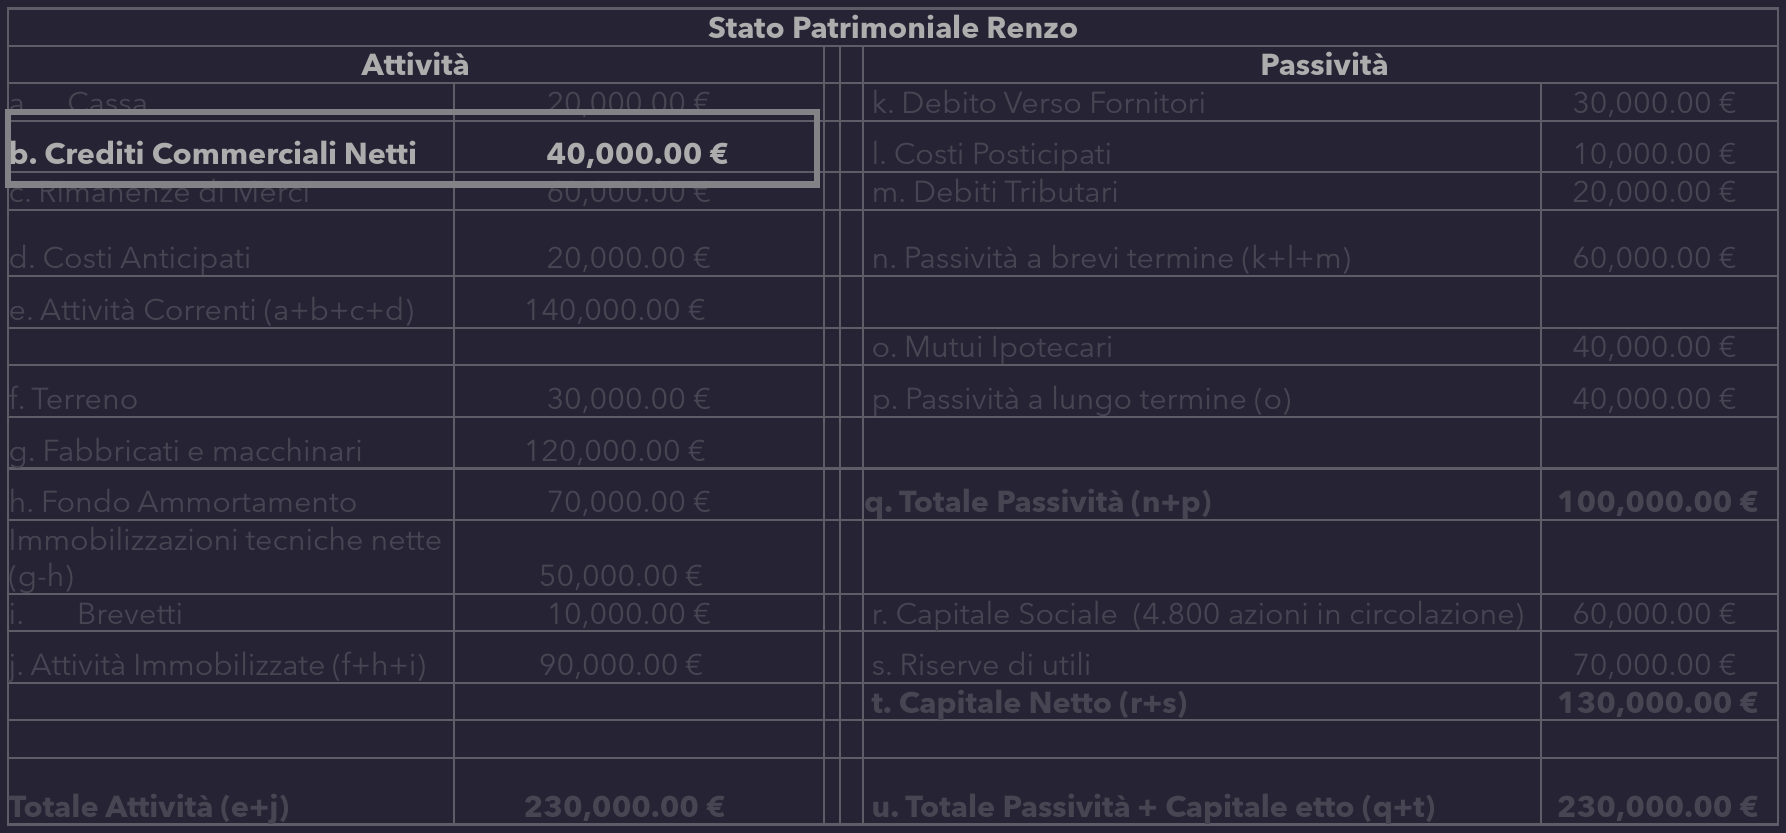 Stato Patrimoniale Renzo
Attività Passività
a. Cassa 20,000.00 € k. Debito Verso Fornitori 30,000.00 €
b. Crediti Commerciali Netti 40,000.00 € l. Costi Posticipati 10,000.00 €
c. Rimanenze di Merci 60,000.00 € m. Debiti Tributari 20,000.00 €
d. Costi Anticipati 20,000.00 € n. Passività a brevi termine (k+l+m) 60,000.00 €
e. Attività Correnti (a+b+c+d) 140,000.00 €
o. Mutui Ipotecari 40,000.00 €
f. Terreno 30,000.00 € p. Passività a lungo termine (o) 40,000.00 €
g. Fabbricati e macchinari 120,000.00 €
h. Fondo Ammortamento 70,000.00 € q. Totale Passività (n+p) 100,000.00 €
Immobilizzazioni tecniche nette
(g-h) 50,000.00 €
i. Brevetti 10,000.00 € r. Capitale Sociale (4.800 azioni in circolazione) 60,000.00 €
j. Attività Immobilizzate (f+h+i) 90,000.00 € s. Riserve di utili 70,000.00 €
t. Capitale Netto (r+s) 130,000.00 €
Totale Attività (e+j) 230,000.00 € u. Totale Passività + Capitale etto (q+t) 230,000.00 €